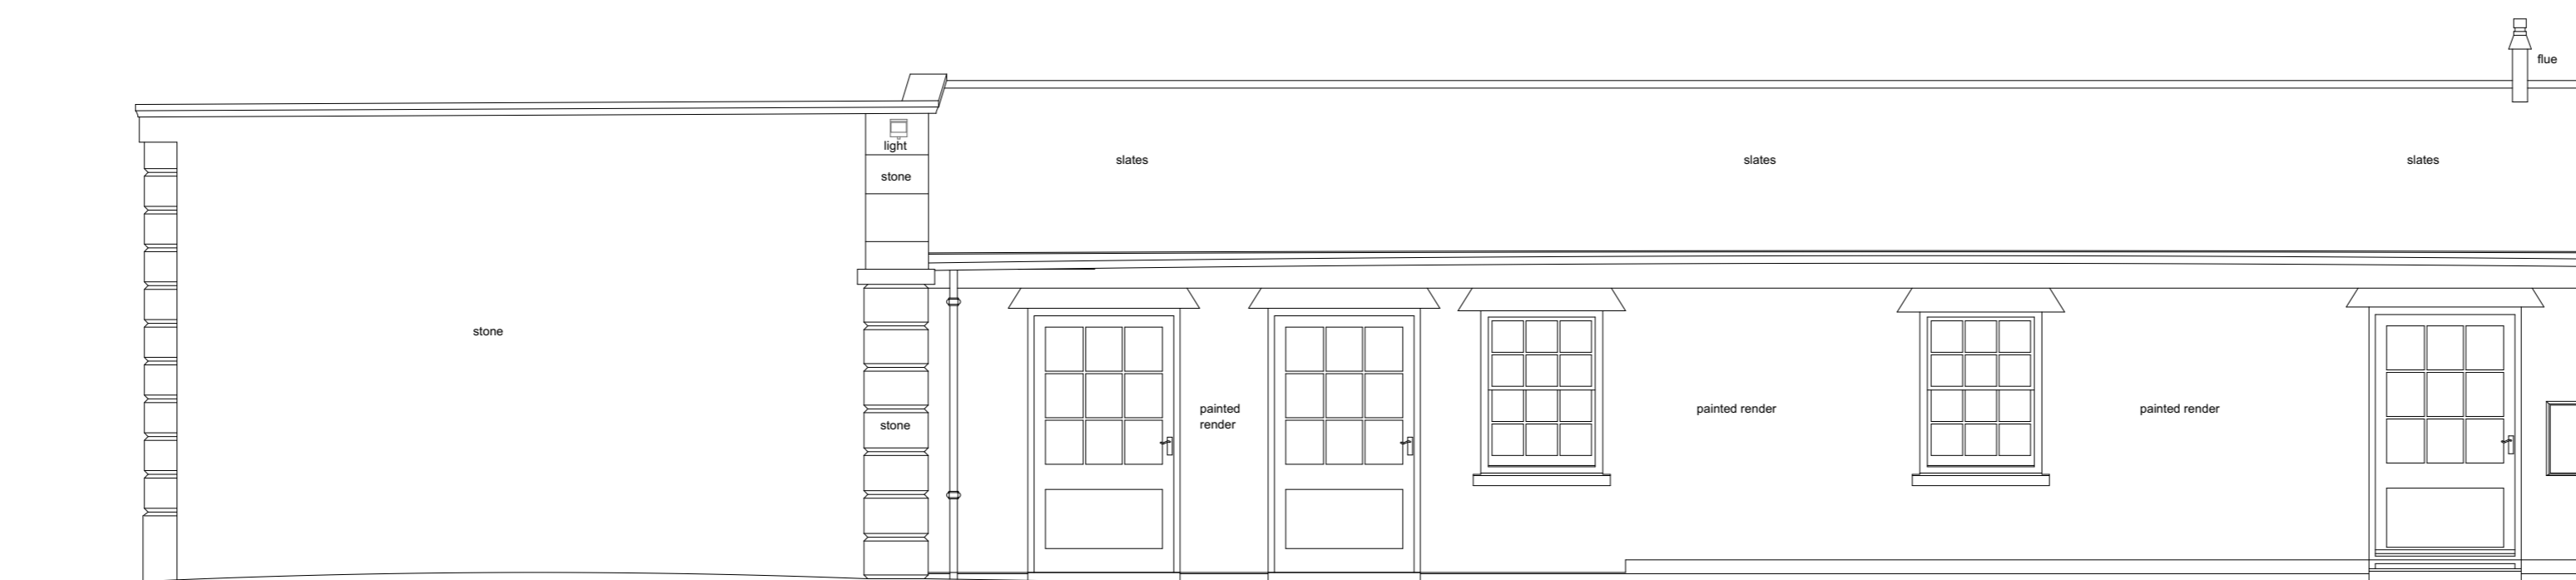 flue
light
stone
slates
slates
slates
stone
stone
painted
render
painted render
painted render